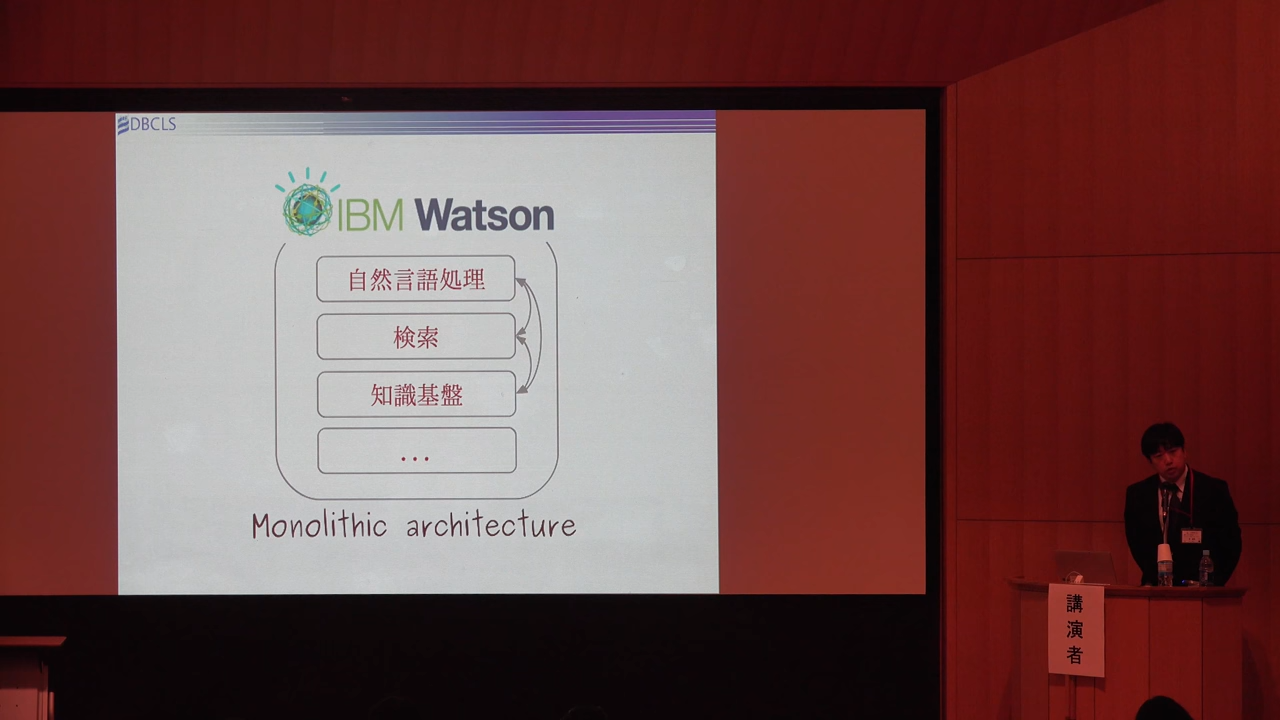 DBCLS
IBM Watson
自然言語処理
検索
知識基盤
...
Monolithic architecture
講演者